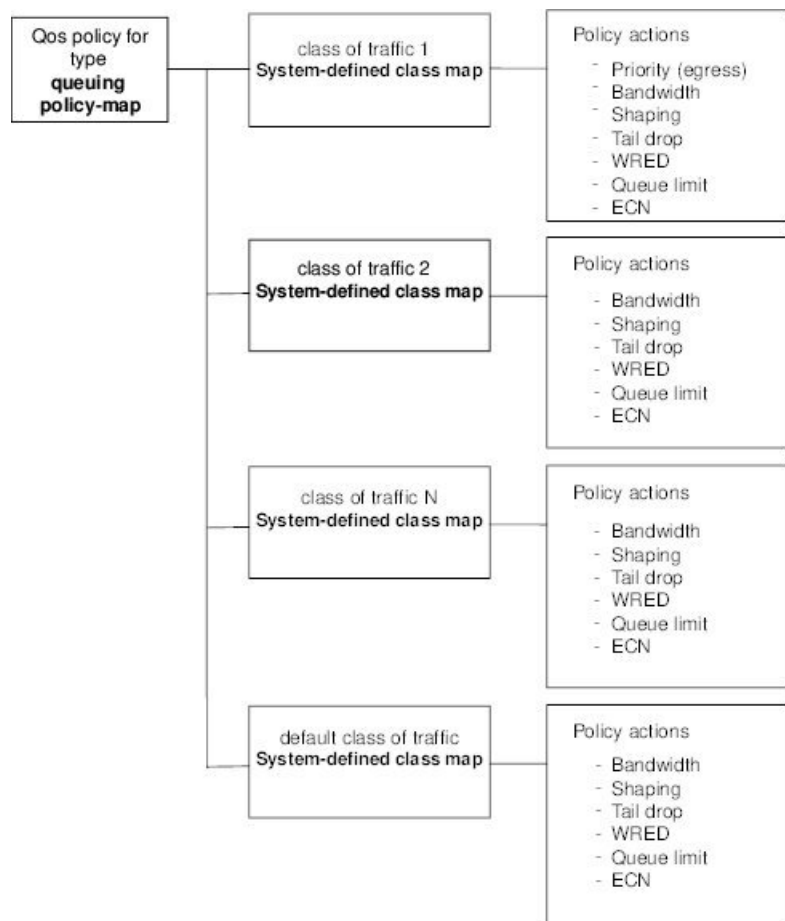 Qos policy for
type
queuing
policy-map
class of traffic 1
System-defined class map
Policy actions
- Priority (egress)
- Bandwidth
- Shaping
- Tail drop
- WRED
- Queue limit
- ECN
class of traffic 2
System-defined class map
Policy actions
- Bandwidth
- Shaping
- Tail drop
- WRED
- Queue limit
- ECN
class of traffic N
System-defined class map
Policy actions
- Bandwidth
- Shaping
- Tail drop
- WRED
- Queue limit
- ECN
default class of traffic
System-defined class map
Policy actions
- Bandwidth
- Shaping
- Tail drop
- WRED
- Queue limit
- ECN